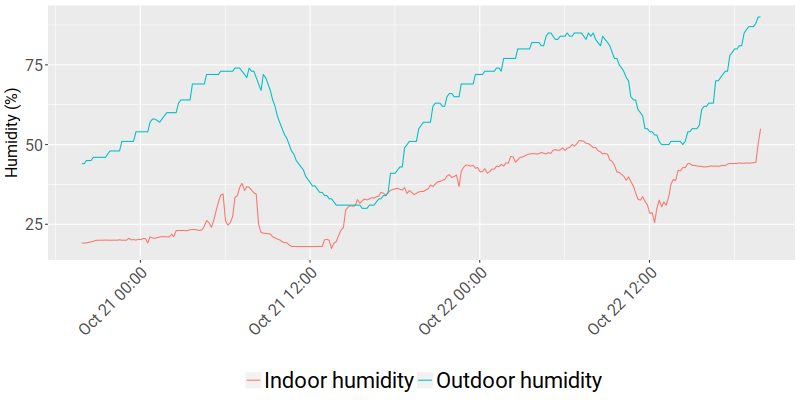 Humidity (%)
75
50
25
Oct 21 00:00
Oct 21 12:00
Oct 22 00:00
Oct 22 12:00
Indoor humidity
Outdoor humidity